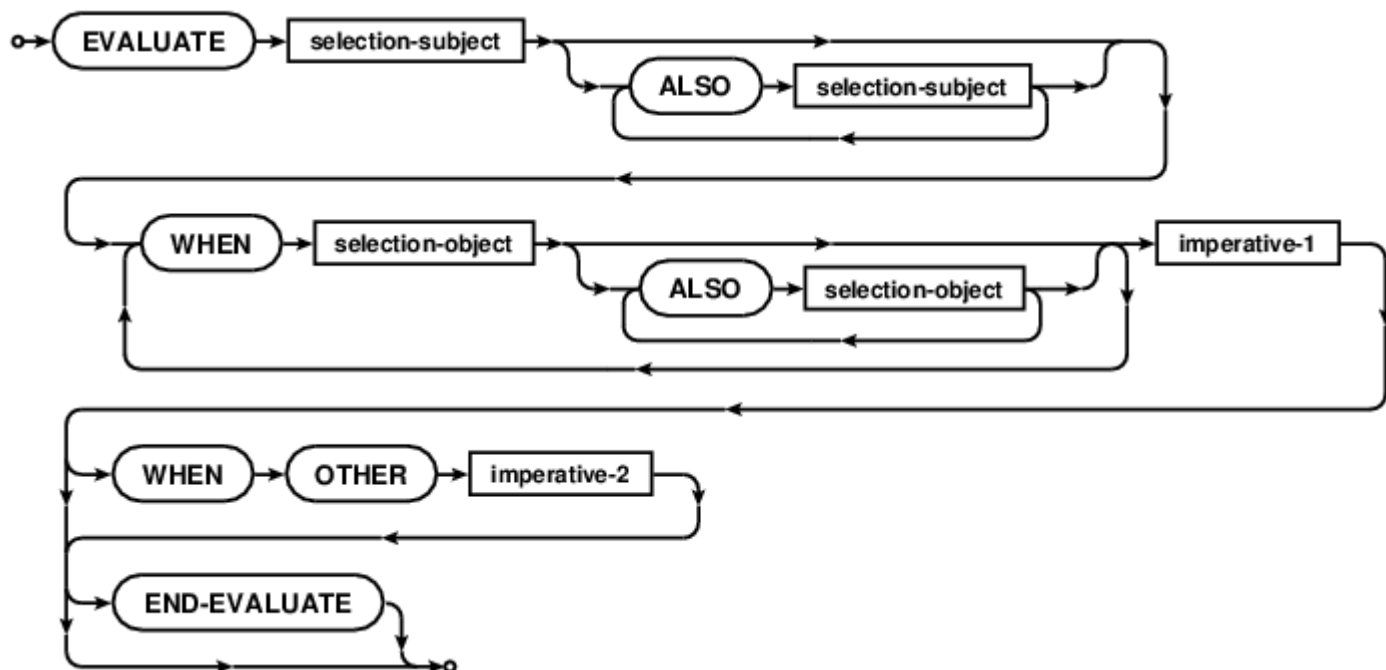 EVALUATE selection-subject
ALSO selection-subject
WHEN selection-object imperative-1
ALSO selection-object
WHEN OTHER imperative-2
END-EVALUATE